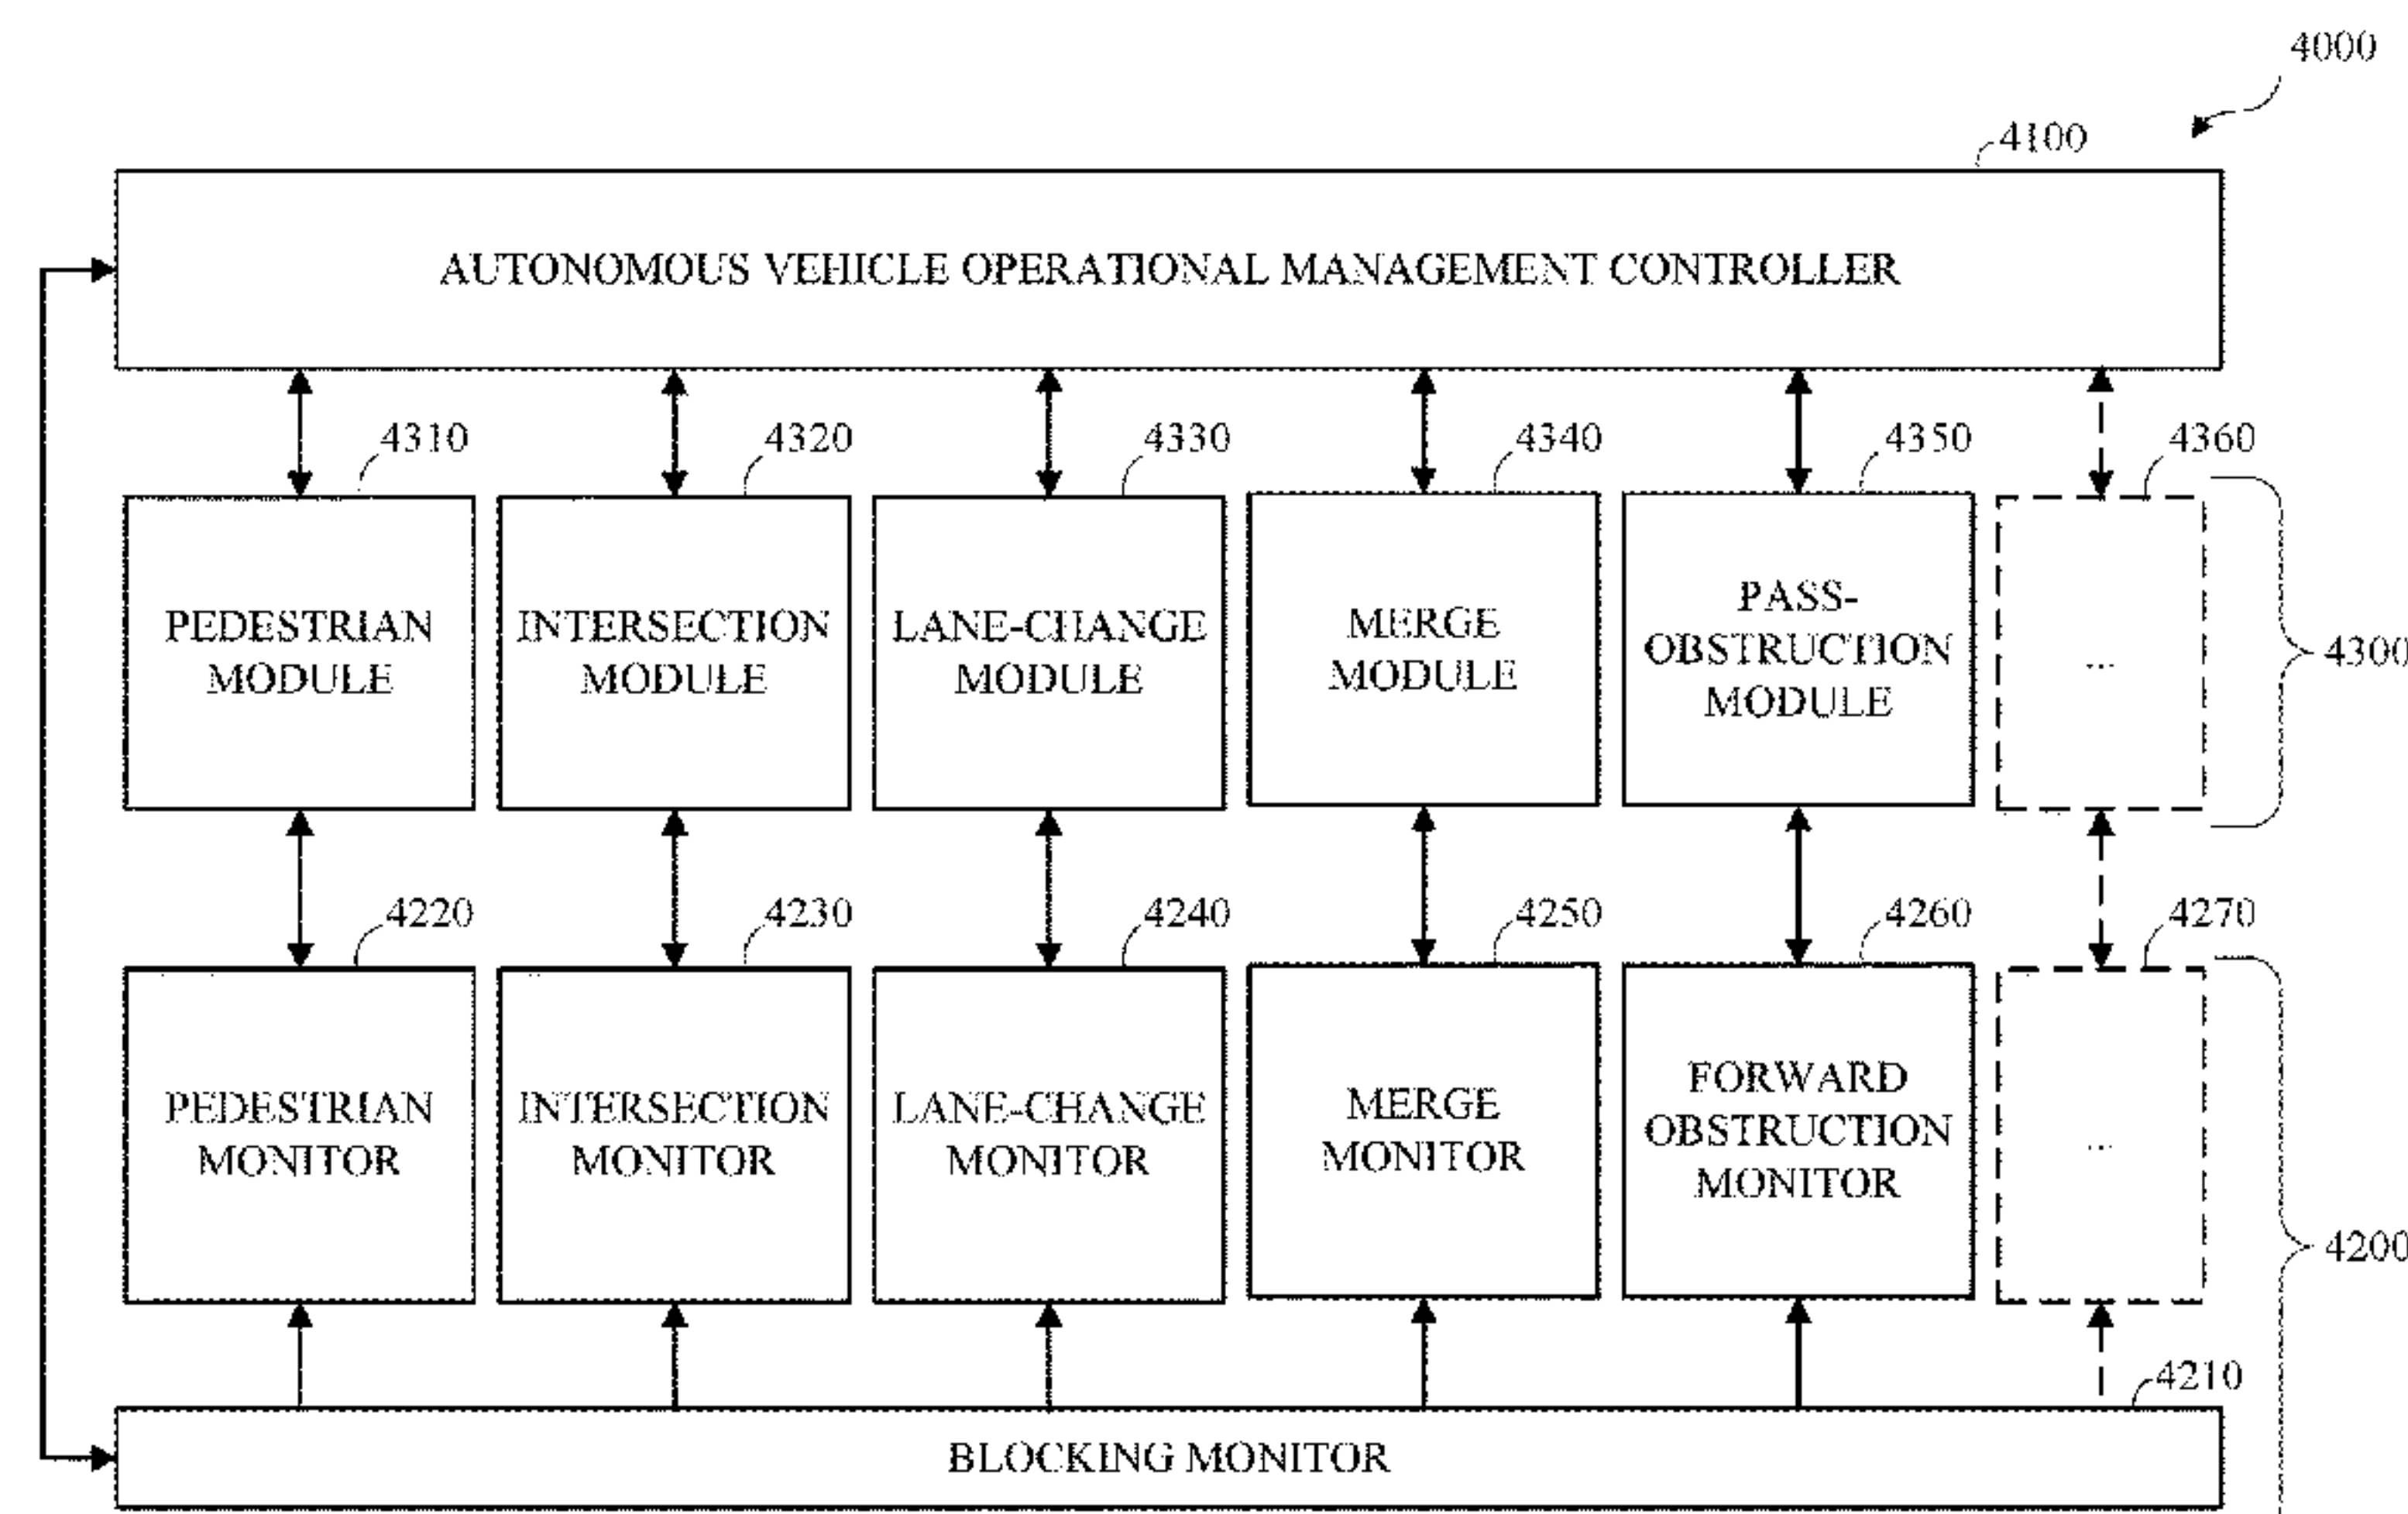 4000
4100
AUTONOMOUS VEHICLE OPERATIONAL MANAGEMENT CONTROLLER
4310
4320
4330
4340
4350
4360
PEDESTRIAN
MODULE
INTERSECTION
MODULE
LANE-CHANGE
MODULE
MERGE
MODULE
PASS-
OBSTRUCTION
MODULE
...
4300
4220
4230
4240
4250
4260
4270
PEDESTRIAN
MONITOR
INTERSECTION
MONITOR
LANE-CHANGE
MONITOR
MERGE
MONITOR
FORWARD
OBSTRUCTION
MONITOR
...
4200
4210
BLOCKING MONITOR